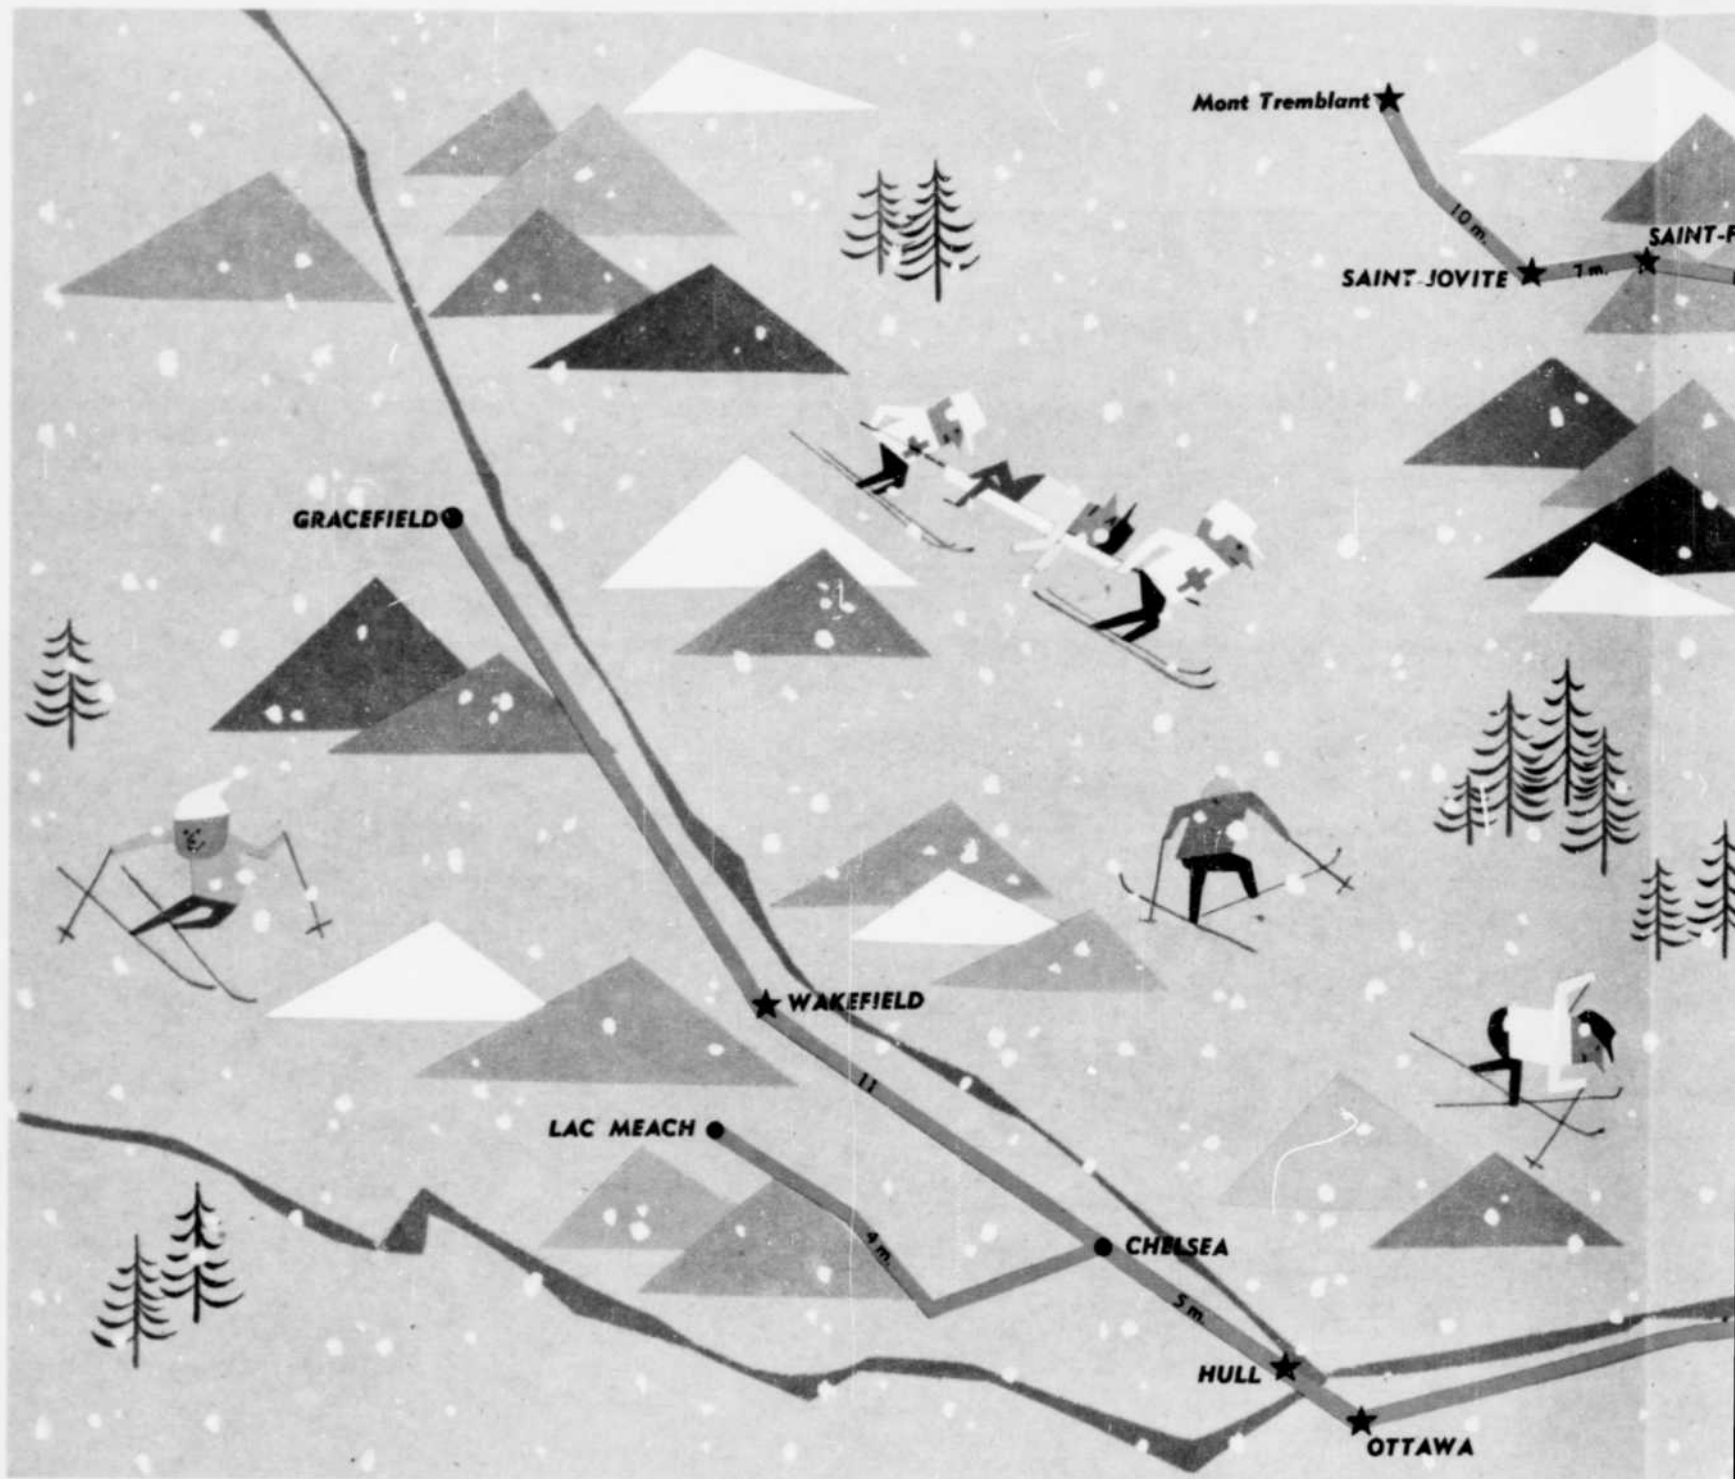 Mont Tremblant
10 m.
SAINT-F
SAINT-JOVITE
7 m.
GRACEFIELD
WAKEFIELD
11
LAC MEACH
4 m.
CHELSEA
5 m.
HULL
OTTAWA